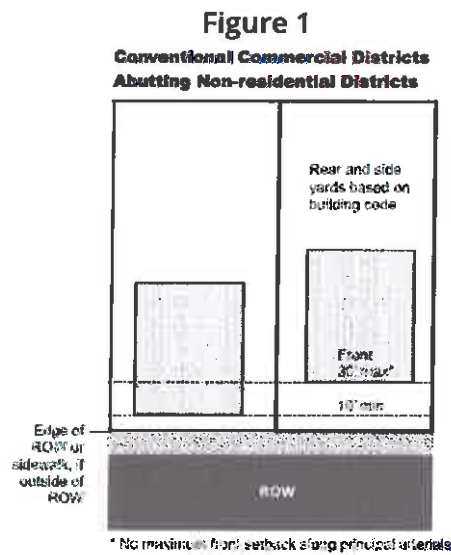 Figure 1
Conventional Commercial Districts
Abutting Non-residential Districts
Rear and side
yards based on
building code
Front
30' max*
10' min
Edge of
ROW or
sidewalk, if
outside of
ROW
ROW
* No maximum front setback along principal arterials